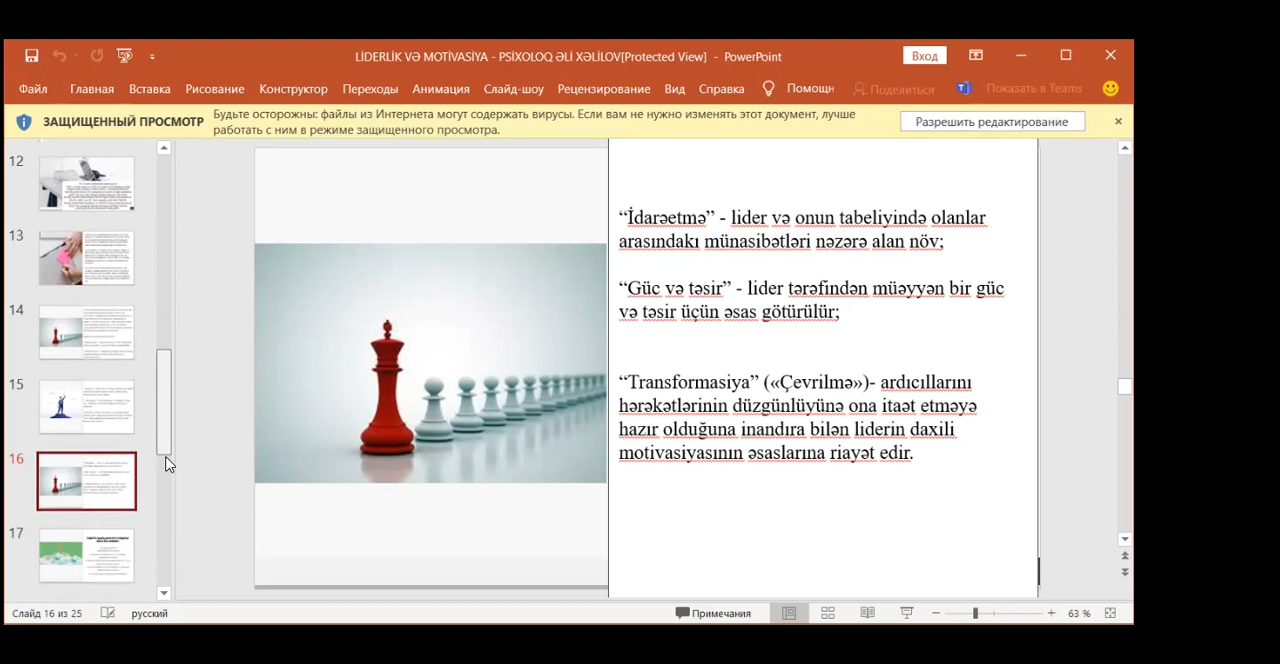 LİDERLİK VƏ MOTİVASİYA - PSİXOLOQ ƏLİ XƏLİLOV[Protected View] - PowerPoint
Вход
Файл Главная Вставка Рисование Конструктор Переходы Анимация Слайд-шоу Рецензирование Вид Справка Помощн Поделиться Показать в Teams
ЗАЩИЩЕННЫЙ ПРОСМОТР
Будьте осторожны: файлы из Интернета могут содержать вирусы. Если вам не нужно изменять этот документ, лучше
работать с ним в режиме защищенного просмотра.
Разрешить редактирование
12
13
14
15
16
17
“İdarəetmə” - lider və onun tabeliyində olanlar
arasındakı münasibətləri nəzərə alan növ;
“Güc və təsir” - lider tərəfindən müəyyən bir güc
və təsir üçün əsas götürülür;
“Transformasiya” («Çevrilmə»)- ardıcıllarını
hərəkətlərinin düzgünlüyünə ona itaət etməyə
hazır olduğuna inandıra bilən liderin daxili
motivasiyasının əsaslarına riayət edir.
Слайд 16 из 25 русский Примечания 63 %